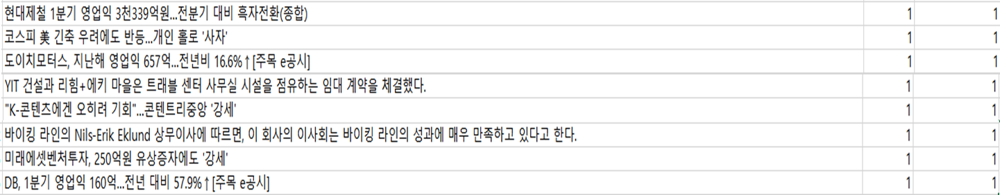 현대제철 1분기 영업익 3천339억원...전분기 대비 흑자전환(종합) 1 1
코스피 美 긴축 우려에도 반등...개인 홀로 '사자' 1 1
도이치모터스, 지난해 영업익 657억...전년비 16.6%↑[주목 e공시] 1 1
YIT 건설과 리힘+에키 마을은 트래블 센터 사무실 시설을 점유하는 임대 계약을 체결했다. 1 1
"K-콘텐츠에겐 오히려 기회"...콘텐트리중앙 '강세' 1 1
바이킹 라인의 Nils-Erik Eklund 상무이사에 따르면, 이 회사의 이사회는 바이킹 라인의 성과에 매우 만족하고 있다고 한다. 1 1
미래에셋벤쳐투자, 250억원 유상증자에도 '강세' 1 1
DB, 1분기 영업익 160억...전년 대비 57.9%↑[주목 e공시] 1 1